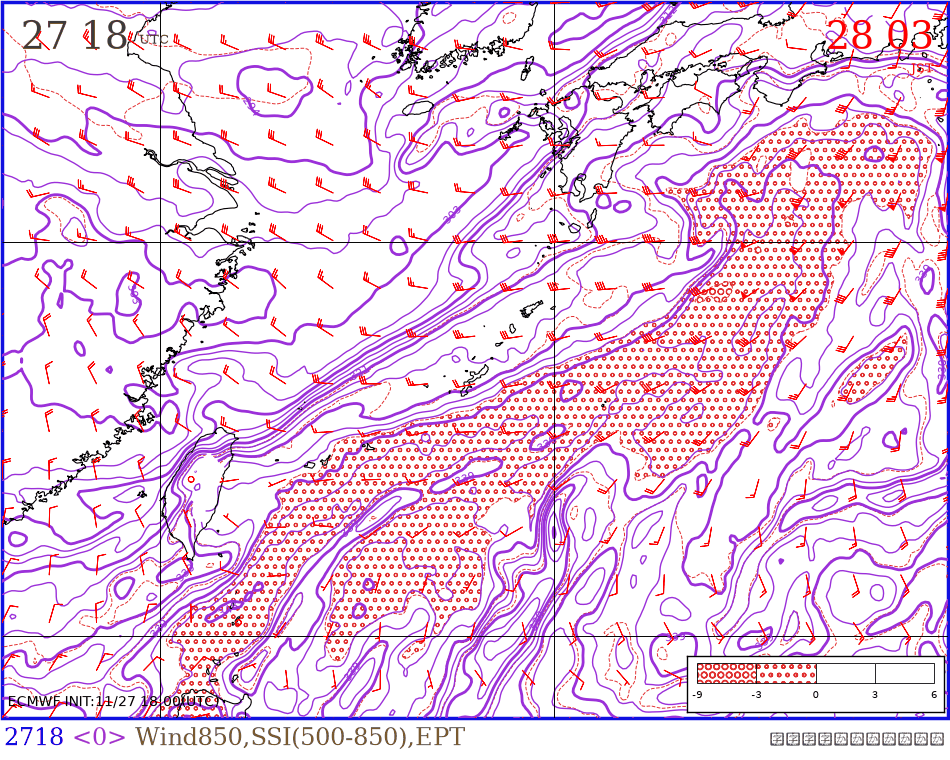 27 18 UTC
28 03
ECMWF INIT:11/27 18:00(UTC)
-9 -3 0 3 6
2718 <0> Wind850,SSI(500-850),EPT